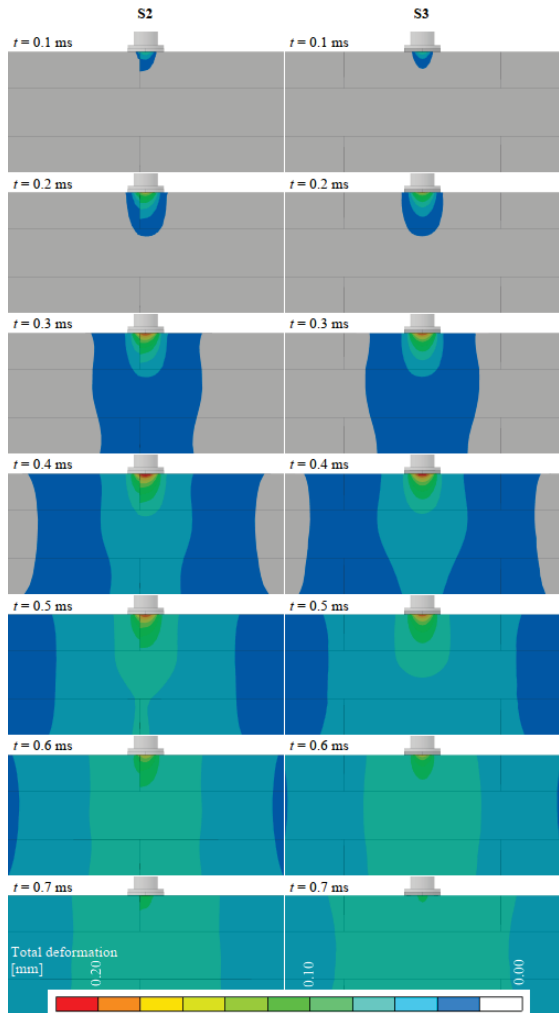 S2 S3
t = 0.1 ms t = 0.1 ms
t = 0.2 ms t = 0.2 ms
t = 0.3 ms t = 0.3 ms
t = 0.4 ms t = 0.4 ms
t = 0.5 ms t = 0.5 ms
t = 0.6 ms t = 0.6 ms
t = 0.7 ms t = 0.7 ms
Total deformation
[mm]
0.20 0.10 0.00